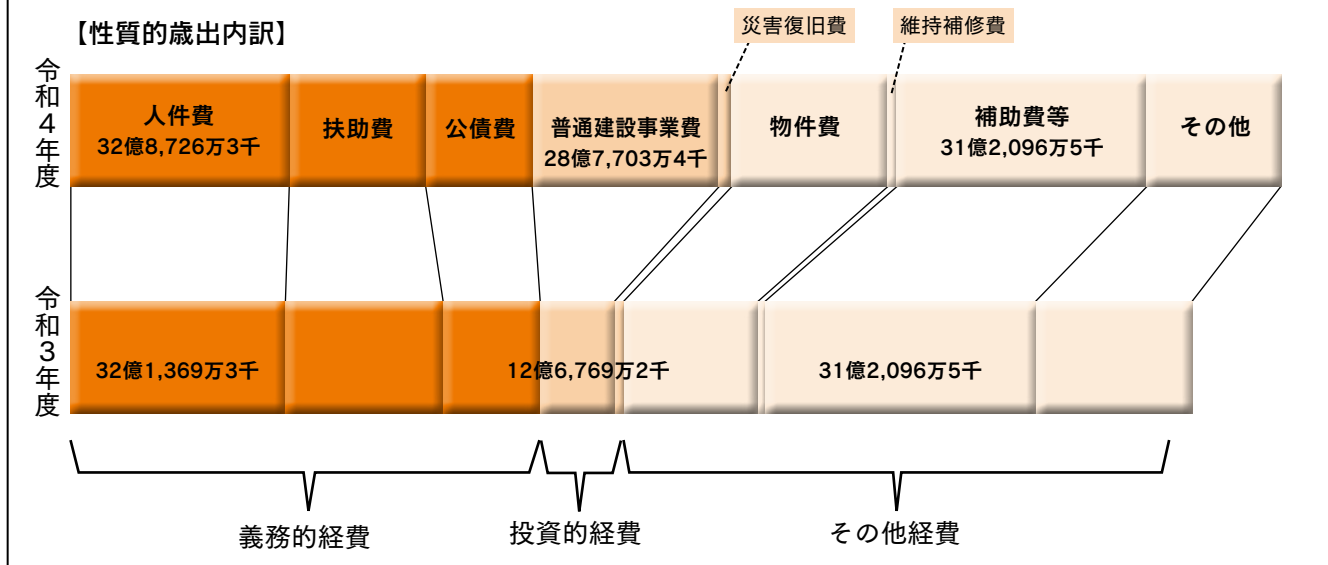 【性質的歳出内訳】
災害復旧費
維持補修費
令和４年度
人件費
32億8,726万3千
扶助費
公債費
普通建設事業費
28億7,703万4千
物件費
補助費等
31億2,096万5千
その他
令和３年度
32億1,369万3千
12億6,769万2千
31億2,096万5千
義務的経費
投資的経費
その他経費